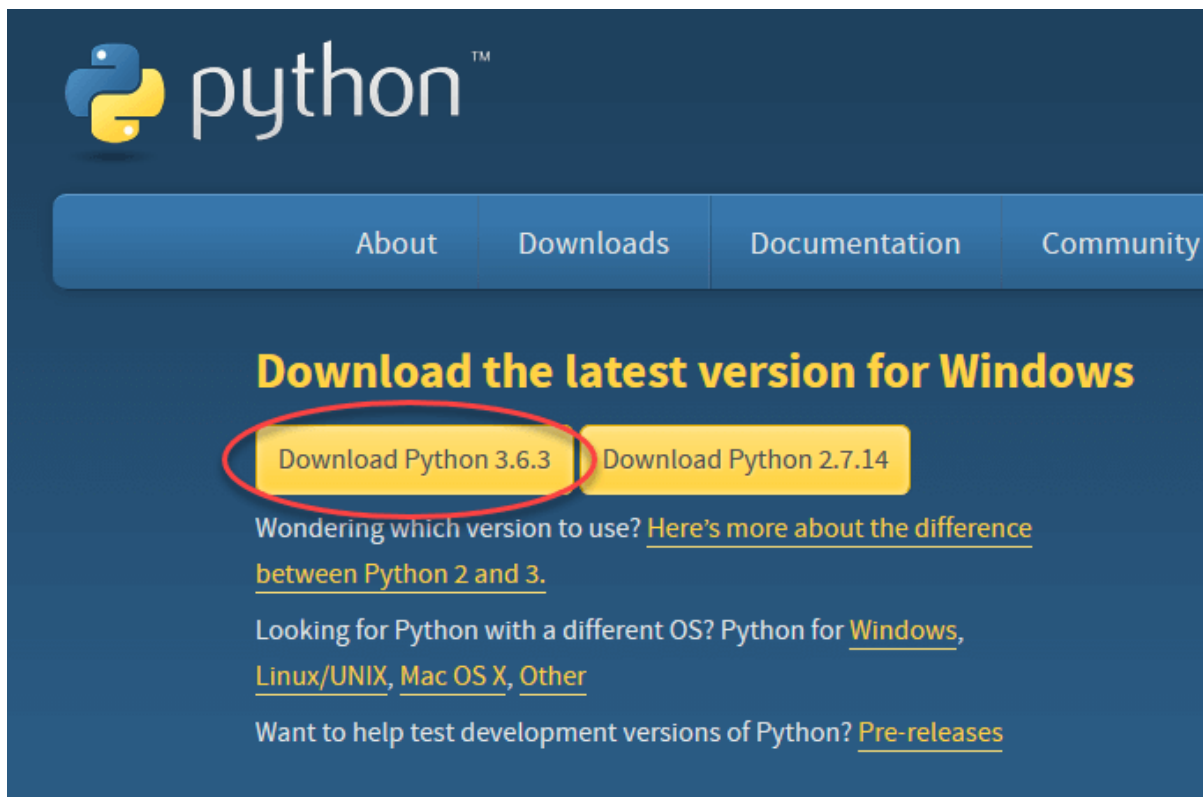 python™
About Downloads Documentation Community
Download the latest version for Windows
Download Python 3.6.3 Download Python 2.7.14
Wondering which version to use? Here's more about the difference
between Python 2 and 3.
Looking for Python with a different OS? Python for Windows,
Linux/UNIX, Mac OS X, Other
Want to help test development versions of Python? Pre-releases